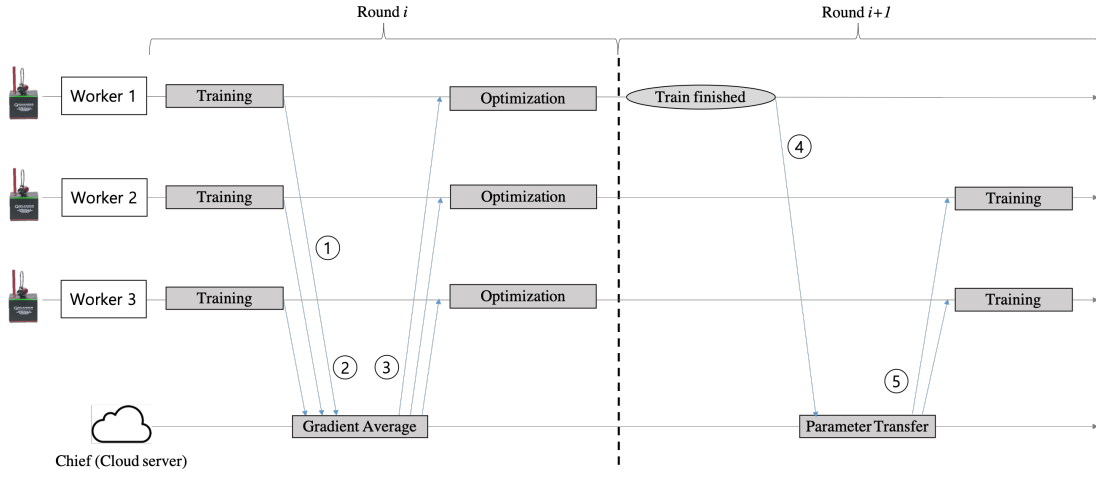 Round i
Round i+1
Worker 1
Training
Optimization
Train finished
④
Worker 2
Training
Optimization
Training
①
Worker 3
Training
Optimization
Training
②
③
⑤
Gradient Average
Parameter Transfer
Chief (Cloud server)